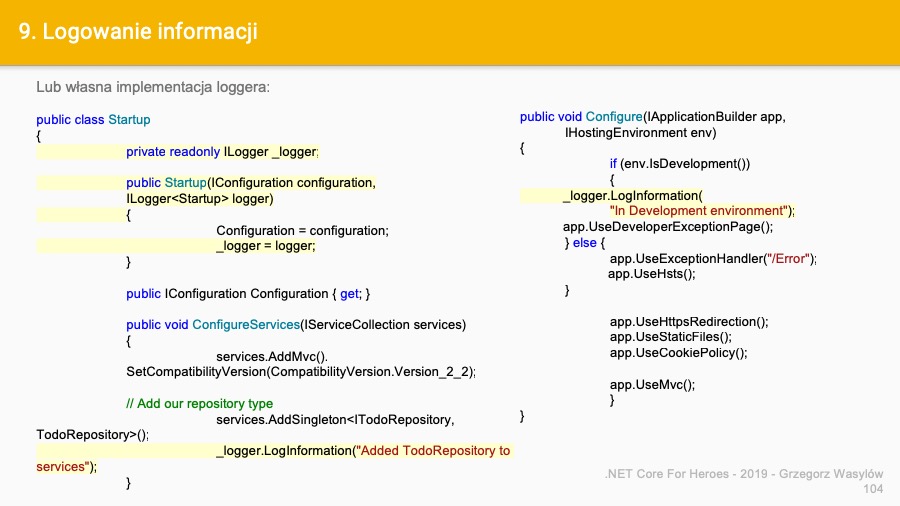 9. Logowanie informacji
Lub własna implementacja loggera:
public class Startup
{
private readonly ILogger _logger;
public Startup(IConfiguration configuration,
ILogger<Startup> logger)
{
Configuration = configuration;
_logger = logger;
}
public IConfiguration Configuration { get; }
public void ConfigureServices(IServiceCollection services)
{
services.AddMvc().
SetCompatibilityVersion(CompatibilityVersion.Version_2_2);
// Add our repository type
services.AddSingleton<ITodoRepository,
TodoRepository>();
_logger.LogInformation("Added TodoRepository to
services");
}
public void Configure(IApplicationBuilder app,
IHostingEnvironment env)
{
if (env.IsDevelopment())
{
_logger.LogInformation(
"In Development environment");
app.UseDeveloperExceptionPage();
} else {
app.UseExceptionHandler("/Error");
app.UseHsts();
}
app.UseHttpsRedirection();
app.UseStaticFiles();
app.UseCookiePolicy();
app.UseMvc();
}
}
.NET Core For Heroes - 2019 - Grzegorz Wasylów
104